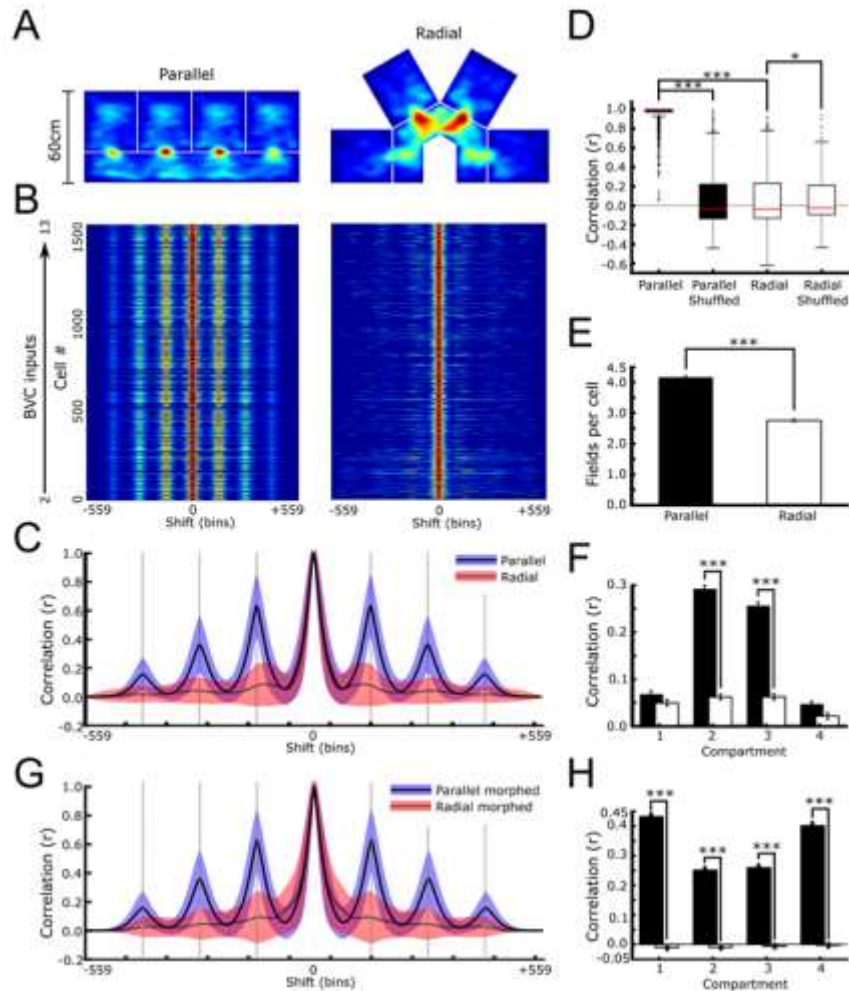 A
Parallel
Radial
60cm
B
BVC inputs
2
13
Cell #
0
500
1000
1500
-559
0
+559
Shift (bins)
-559
0
+559
Shift (bins)
C
Correlation (r)
1.0
0.8
0.6
0.4
0.2
0.0
-0.2
Parallel
Radial
-559
0
+559
Shift (bins)
G
Correlation (r)
1.0
0.8
0.6
0.4
0.2
0.0
-0.2
Parallel morphed
Radial morphed
-559
0
+559
Shift (bins)
D
***
***
*
Correlation (r)
1.0
0.8
0.6
0.4
0.2
0.0
-0.2
-0.4
-0.6
Parallel
Parallel Shuffled
Radial
Radial Shuffled
E
***
Fields per cell
4.5
4.0
3.0
2.0
1.0
0.0
Parallel
Radial
F
***
***
Correlation (r)
0.3
0.2
0.1
0.0
1 2 3 4
Compartment
H
***
***
***
***
Correlation (r)
0.45
0.4
0.3
0.2
0.1
0.0
-0.05
1 2 3 4
Compartment